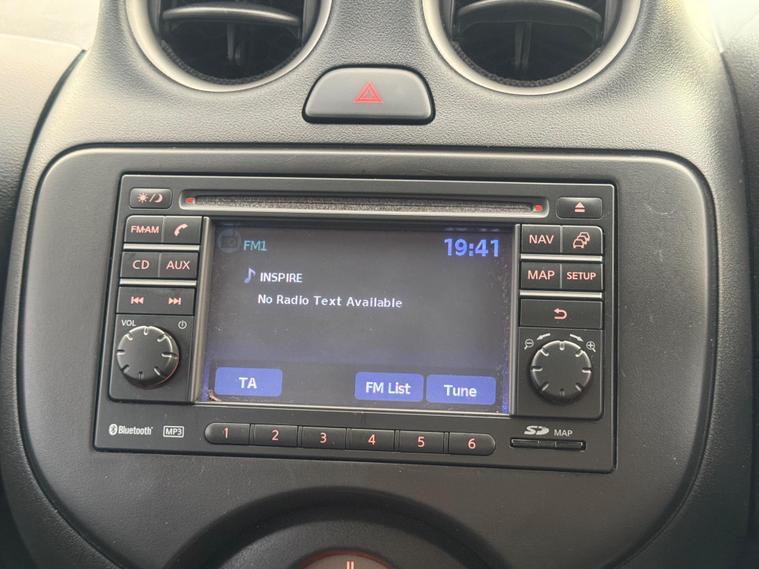 FM·AM
CD AUX
VOL
FM1 19:41
INSPIRE
No Radio Text Available
TA FM List Tune
NAV
MAP SETUP
Bluetooth MP3
1 2 3 4 5 6
SD MAP